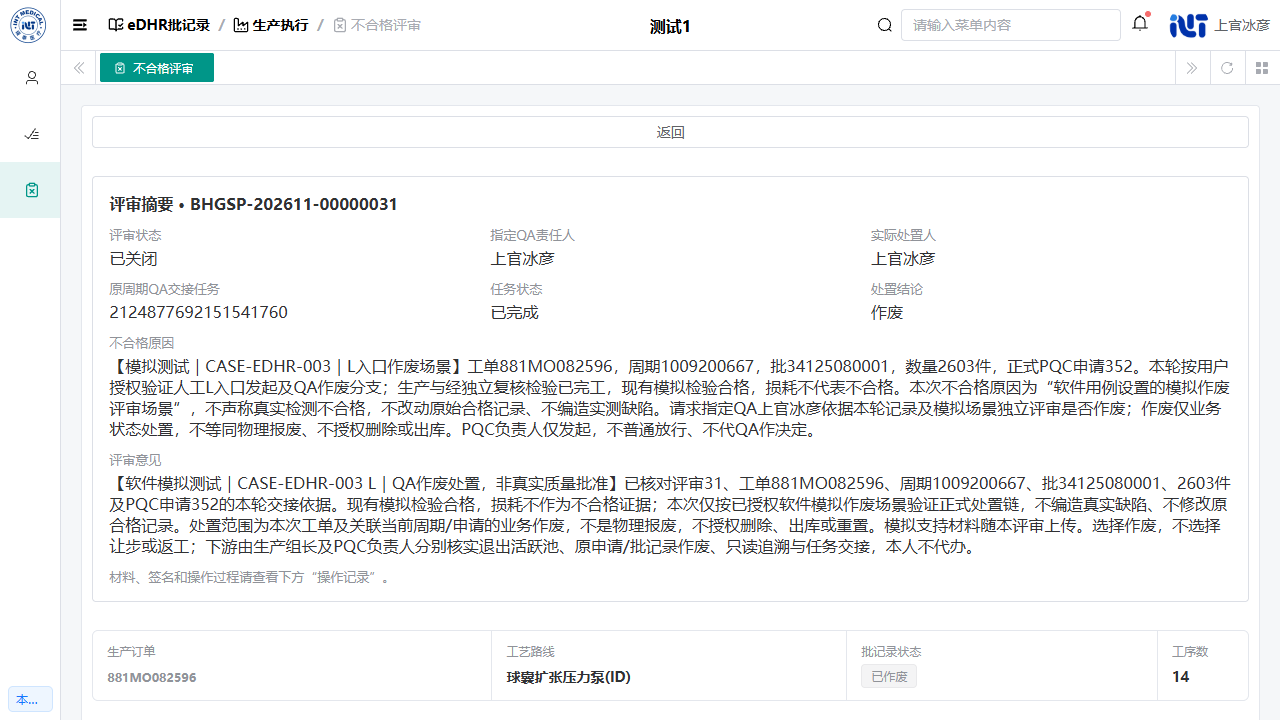 eDHR批记录 / 生产执行 / 不合格评审
测试1
请输入菜单内容
iNT 上官冰彦
不合格评审
返回
评审摘要 • BHGSP-202611-00000031
评审状态 指定QA责任人 实际处置人
已关闭 上官冰彦 上官冰彦
原周期QA交接任务 任务状态 处置结论
2124877692151541760 已完成 作废
不合格原因
【模拟测试｜CASE-EDHR-003｜L入口作废场景】工单881MO082596，周期1009200667，批34125080001，数量2603件，正式PQC申请352。本轮按用户
授权验证人工L入口发起及QA作废分支；生产与经独立复核检验已完工，现有模拟检验合格，损耗不代表不合格。本次不合格原因为“软件用例设置的模拟作废
评审场景”，不声称真实检测不合格，不改动原始合格记录、不编造实测缺陷。请求指定QA上官冰彦依据本轮记录及模拟场景独立评审是否作废；作废仅业务
状态处置，不等同物理报废、不授权删除或出库。PQC负责人仅发起，不普通放行、不代QA作决定。
评审意见
【软件模拟测试｜CASE-EDHR-003 L｜QA作废处置，非真实质量批准】已核对评审31、工单881MO082596、周期1009200667、批34125080001、2603件
及PQC申请352的本轮交接依据。现有模拟检验合格，损耗不作为不合格证据；本次仅按已授权软件模拟作废场景验证正式处置链，不编造真实缺陷、不修改原
合格记录。处置范围为本次工单及关联当前周期/申请的业务作废，不是物理报废，不授权删除、出库或重置。模拟支持材料随本评审上传。选择作废，不选择
让步或返工；下游由生产组长及PQC负责人分别核实退出活跃池、原申请/批记录作废、只读追溯与任务交接，本人不代办。
材料、签名和操作过程请查看下方“操作记录”。
生产订单 工艺路线 批记录状态 工序数
881MO082596 球囊扩张压力泵(ID) 已作废 14
本...